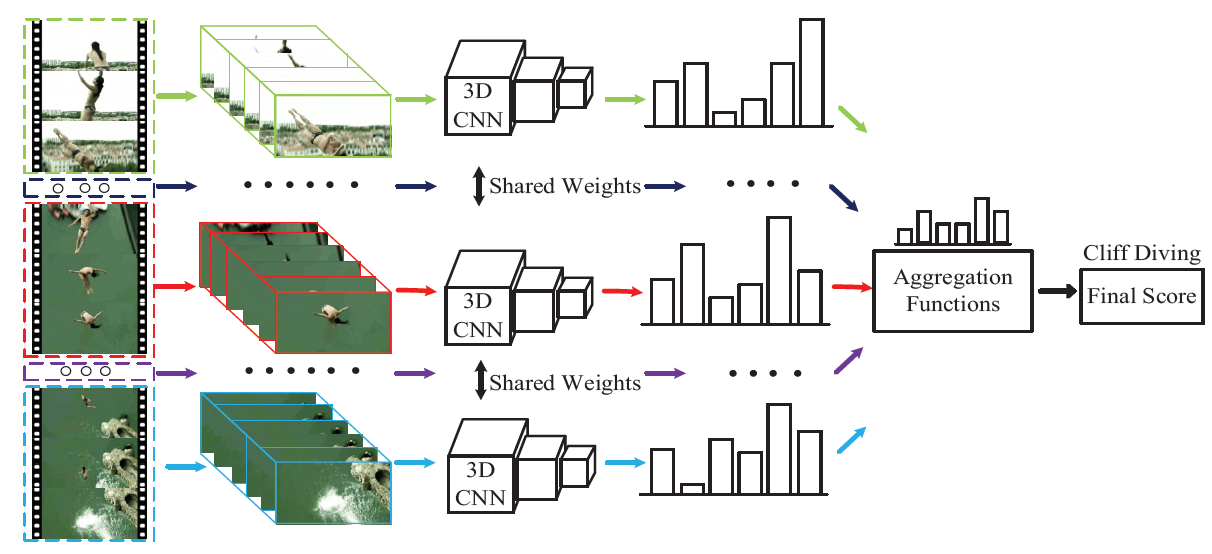 3D
CNN
Shared Weights
3D
CNN
Aggregation
Functions
Cliff Diving
Final Score
Shared Weights
3D
CNN